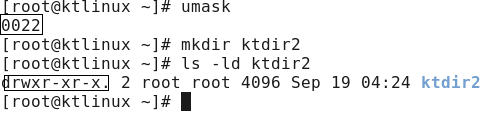 [root@ktlinux ~]# umask
0022
[root@ktlinux ~]# mkdir ktdir2
[root@ktlinux ~]# ls -ld ktdir2
drwxr-xr-x. 2 root root 4096 Sep 19 04:24 ktdir2
[root@ktlinux ~]#